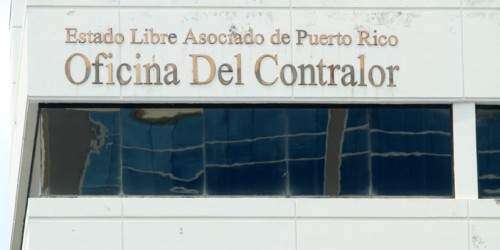 Estado Libre Asociado de Puerto Rico
Oficina Del Contralor